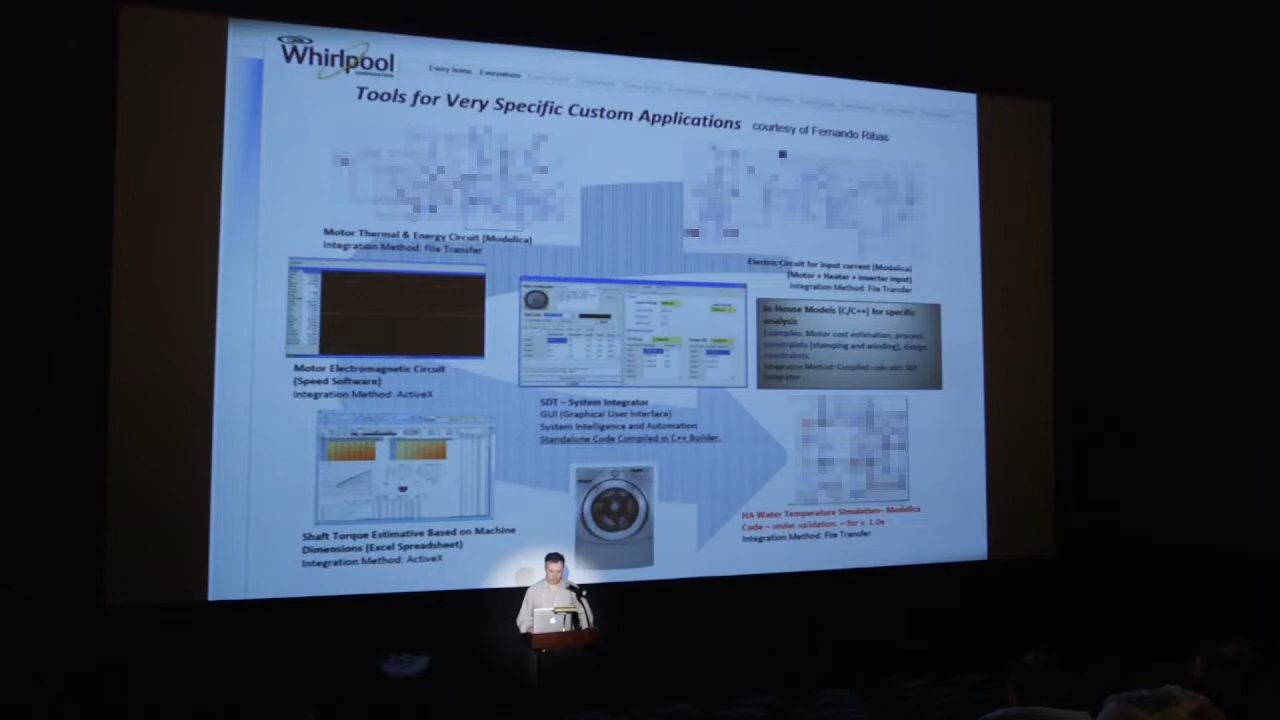 Whirlpool
CORPORATION
Every home Everywhere
Tools for Very Specific Custom Applications courtesy of Fernando Ribas
Motor Thermal & Energy Circuit (Modelica)
Integration Method: File Transfer
Electric Circuit for input current (Modelica)
(Motor + Heater + inverter input)
Integration Method: File Transfer
In-House Models (C/C++) for specific
analysis
Examples: Motor cost estimation, process
constraints (stamping and winding), design
constraints.
Integration Method: Compiled code with SDT
Integrator
Motor Electromagnetic Circuit
(Speed Software)
Integration Method: ActiveX
SDT – System Integrator
GUI (Graphical User Interface)
System Intelligence and Automation
Standalone Code Compiled in C++ Builder.
Shaft Torque Estimative Based on Machine
Dimensions (Excel Spreadsheet)
Integration Method: ActiveX
HA Water Temperature Simulation– Modelica
Code – under validation. – for v. 1.0e
Integration Method: File Transfer